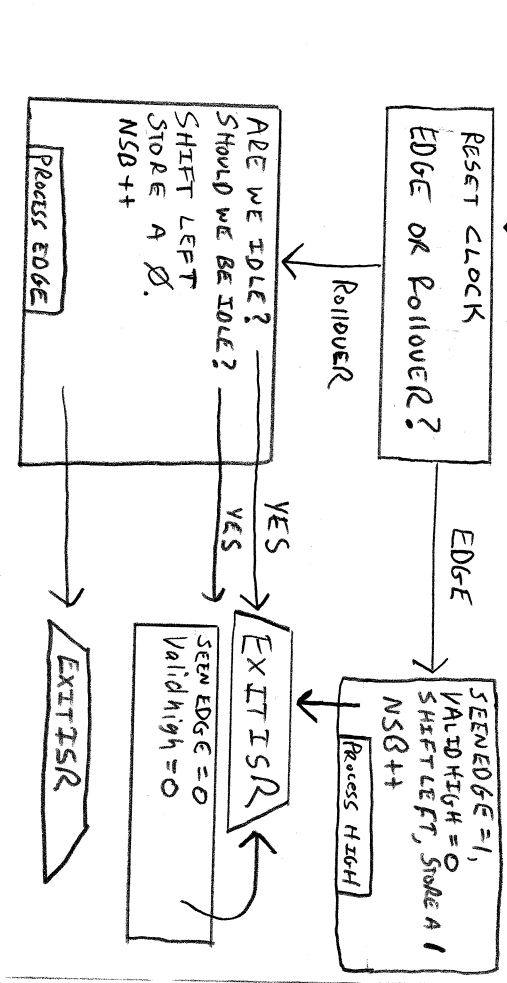 RESET CLOCK
EDGE OR RollOVER?
EDGE
SEENEDGE=1,
VALIDHIGH=0
SHIFTLEFT, STORE A 1
NSB++
PROCESS HIGH
RollOVER
ARE WE IDLE?
SHOULD WE BE IDLE?
SHIFT LEFT
STORE A Ø.
NSB++
PROCESS EDGE
YES
YES
EXIT ISR
SEENEDGE=0
Validhigh=0
EXIT ISR